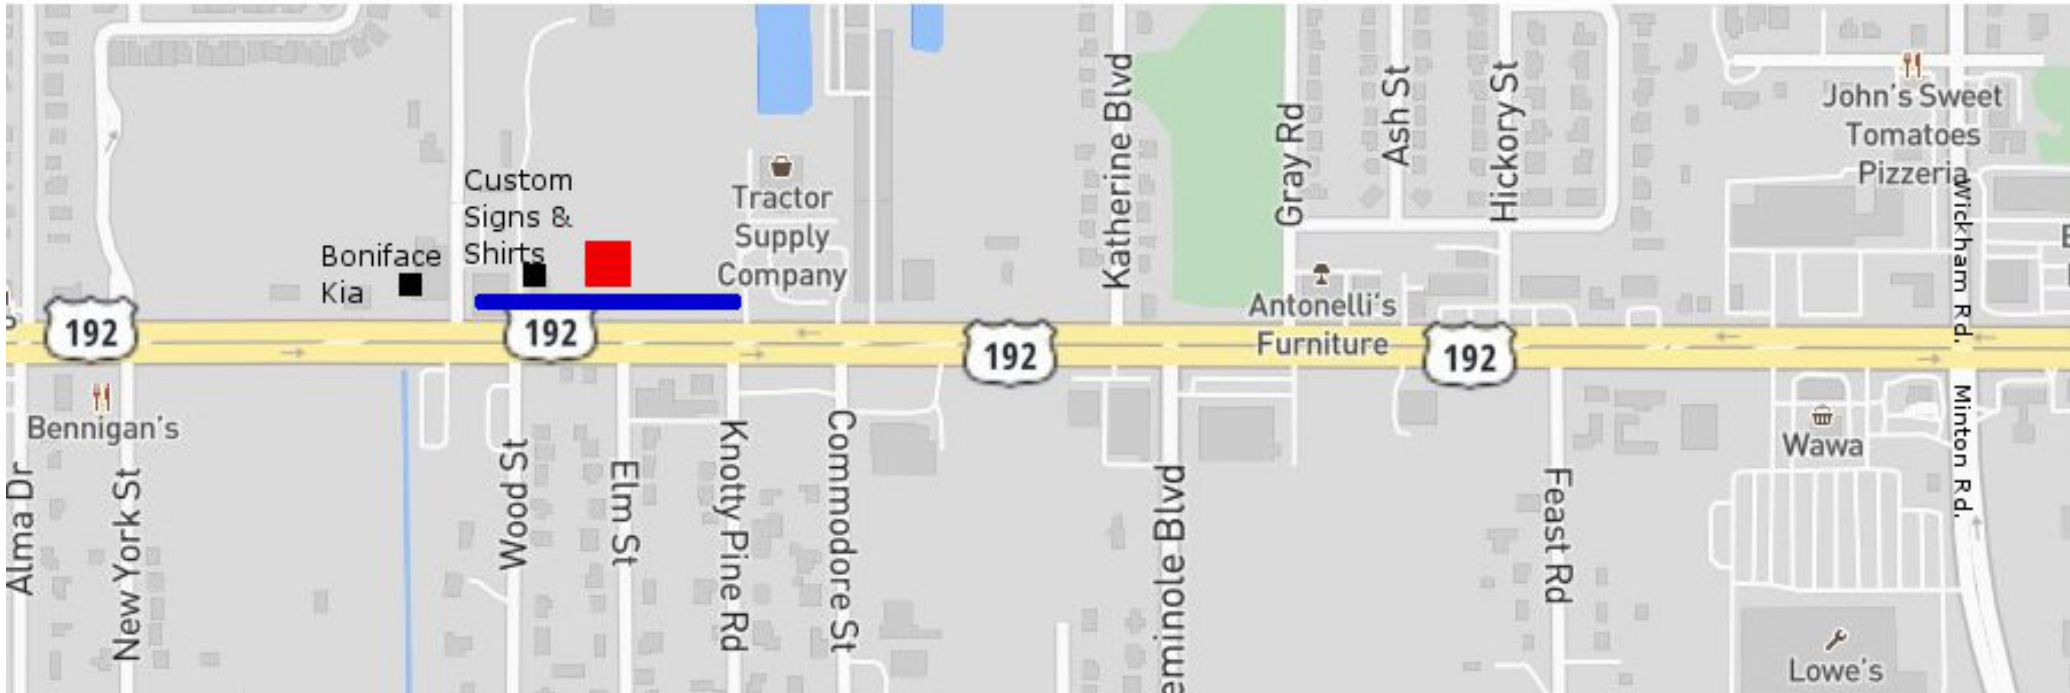 Katherine Blvd
Gray Rd
Ash St
Hickory St
John's Sweet
Tomatoes
Pizzeria
Wickham Rd.
Custom
Signs &
Shirts
Boniface
Kia
Tractor
Supply
Company
Antonelli's
Furniture
192
192
192
192
Bennigan's
Wawa
Minton Rd.
Alma Dr
New York St
Wood St
Elm St
Knotty Pine Rd
Commodore St
eminole Blvd
Feast Rd
Lowe's